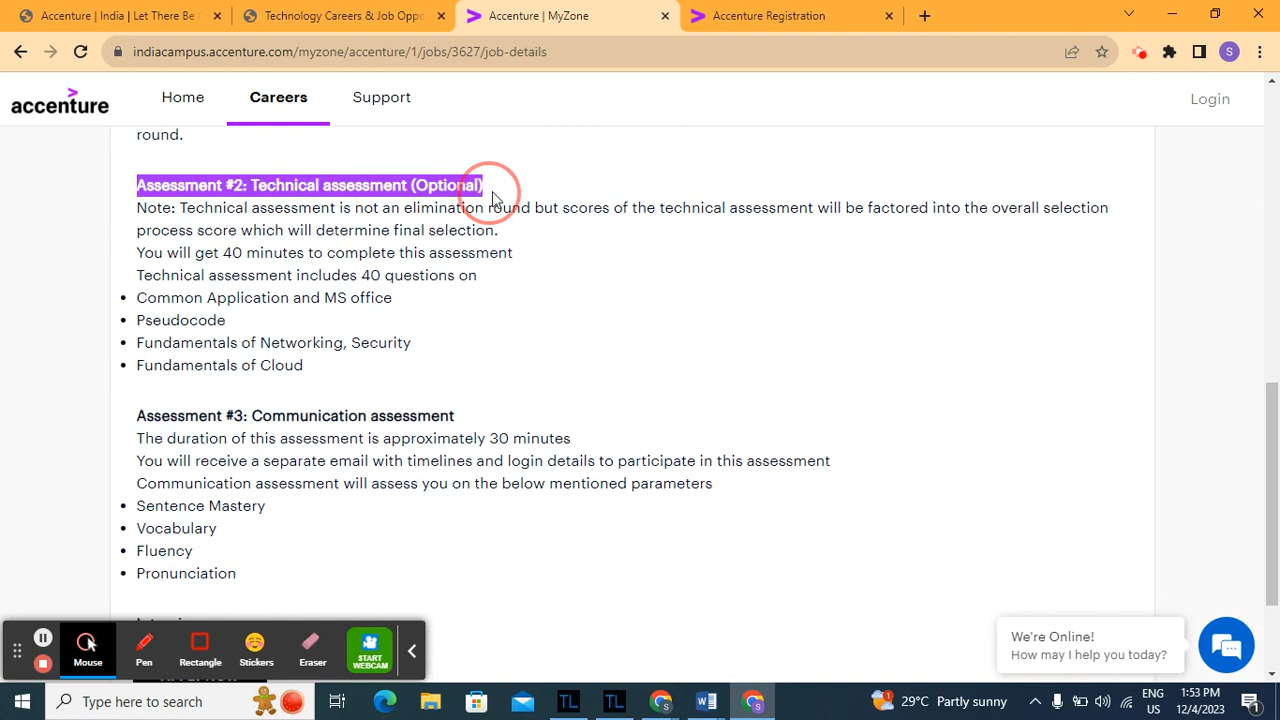 Accenture | India | Let There Be C
Technology Careers & Job Oppo
Accenture | MyZone
Accenture Registration
indiacampus.accenture.com/myzone/accenture/1/jobs/3627/job-details
S
accenture
Home
Careers
Support
Login
round.
Assessment #2: Technical assessment (Optional)
Note: Technical assessment is not an elimination round but scores of the technical assessment will be factored into the overall selection
process score which will determine final selection.
You will get 40 minutes to complete this assessment
Technical assessment includes 40 questions on
• Common Application and MS office
• Pseudocode
• Fundamentals of Networking, Security
• Fundamentals of Cloud
Assessment #3: Communication assessment
The duration of this assessment is approximately 30 minutes
You will receive a separate email with timelines and login details to participate in this assessment
Communication assessment will assess you on the below mentioned parameters
• Sentence Mastery
• Vocabulary
• Fluency
• Pronunciation
Mouse
Pen
Rectangle
Stickers
Eraser
START
WEBCAM
We're Online!
How may I help you today?
Type here to search
TL
TL
29°C Partly sunny
ENG
US
1:53 PM
12/4/2023
1